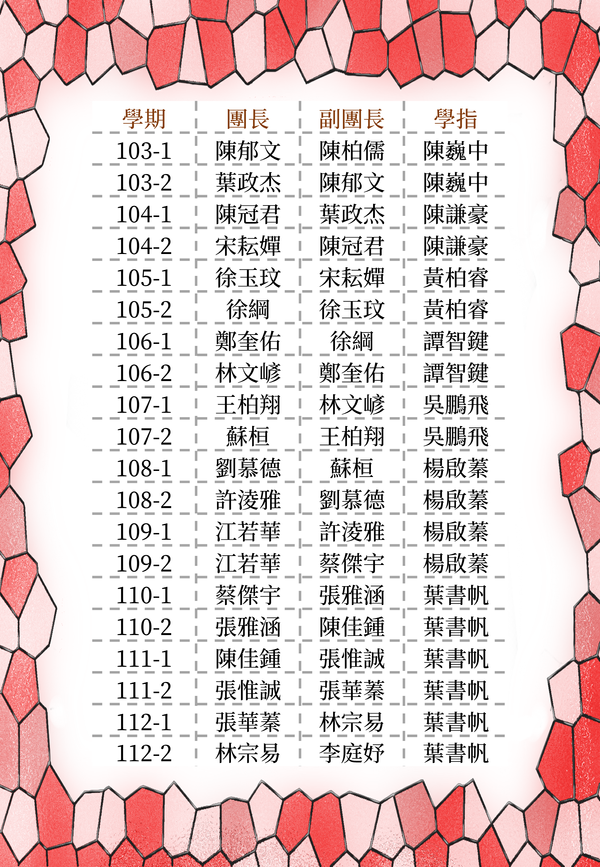 學期 團長 副團長 學指
103-1 陳郁文 陳柏儒 陳巍中
103-2 葉政杰 陳郁文 陳巍中
104-1 陳冠君 葉政杰 陳謙豪
104-2 宋耘嬋 陳冠君 陳謙豪
105-1 徐玉玟 宋耘嬋 黃柏睿
105-2 徐綱 徐玉玟 黃柏睿
106-1 鄭奎佑 徐綱 譚智鍵
106-2 林文嵃 鄭奎佑 譚智鍵
107-1 王柏翔 林文嵃 吳鵬飛
107-2 蘇桓 王柏翔 吳鵬飛
108-1 劉慕德 蘇桓 楊啟蓁
108-2 許淩雅 劉慕德 楊啟蓁
109-1 江若華 許淩雅 楊啟蓁
109-2 江若華 蔡傑宇 楊啟蓁
110-1 蔡傑宇 張雅涵 葉書帆
110-2 張雅涵 陳佳鍾 葉書帆
111-1 陳佳鍾 張惟誠 葉書帆
111-2 張惟誠 張華蓁 葉書帆
112-1 張華蓁 林宗易 葉書帆
112-2 林宗易 李庭妤 葉書帆